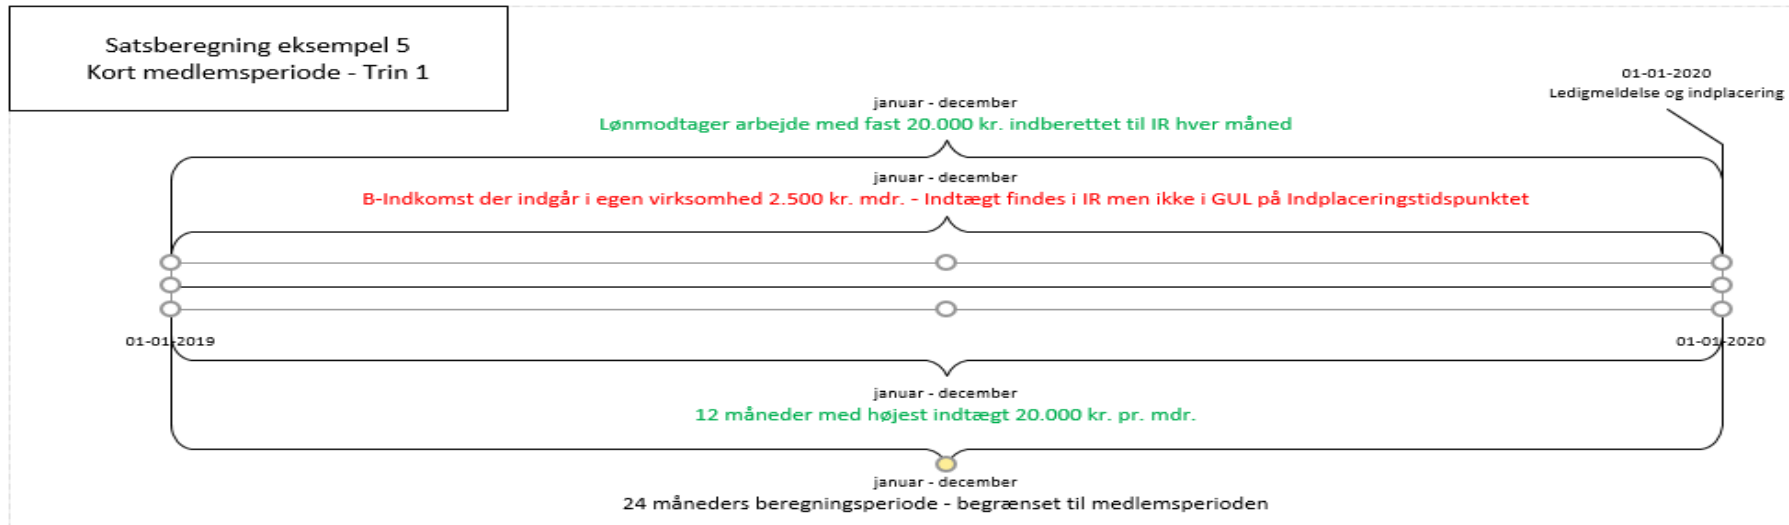 Satsberegning eksempel 5
Kort medlemsperiode - Trin 1
01-01-2020
Ledigmeldelse og indplacering
januar - december
Lønmodtager arbejde med fast 20.000 kr. indberettet til IR hver måned
januar - december
B-Indkomst der indgår i egen virksomhed 2.500 kr. mdr. - Indtægt findes i IR men ikke i GUL på Indplaceringstidspunktet
01-01-2019
01-01-2020
januar - december
12 måneder med højest indtægt 20.000 kr. pr. mdr.
januar - december
24 måneders beregningsperiode - begrænset til medlemsperioden